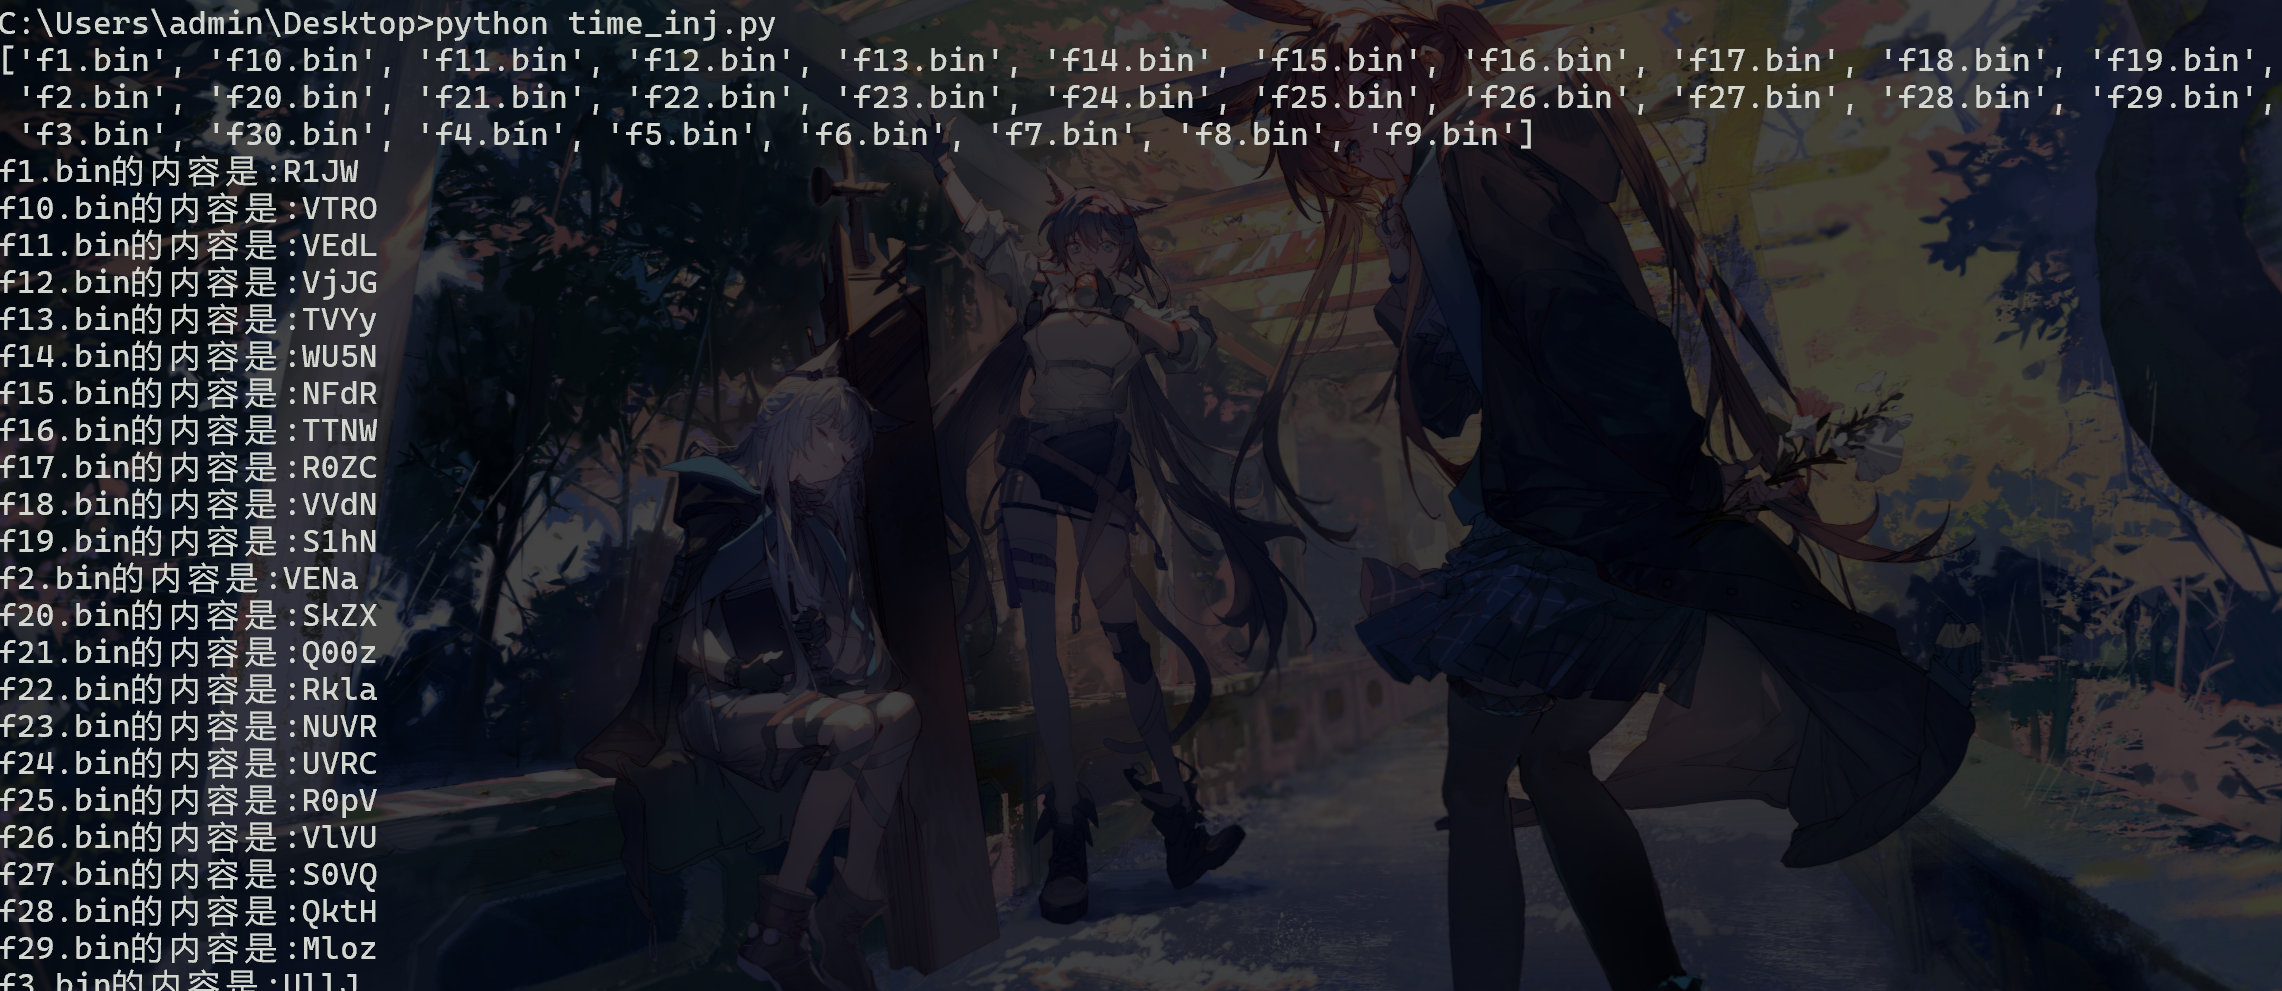 C:\Users\admin\Desktop>python time_inj.py
['f1.bin', 'f10.bin', 'f11.bin', 'f12.bin', 'f13.bin', 'f14.bin', 'f15.bin', 'f16.bin', 'f17.bin', 'f18.bin', 'f19.bin',
'f2.bin', 'f20.bin', 'f21.bin', 'f22.bin', 'f23.bin', 'f24.bin', 'f25.bin', 'f26.bin', 'f27.bin', 'f28.bin', 'f29.bin',
'f3.bin', 'f30.bin', 'f4.bin', 'f5.bin', 'f6.bin', 'f7.bin', 'f8.bin', 'f9.bin']
f1.bin的内容是:R1JW
f10.bin的内容是:VTRO
f11.bin的内容是:VEdL
f12.bin的内容是:VjJG
f13.bin的内容是:TVYy
f14.bin的内容是:WU5N
f15.bin的内容是:NFdR
f16.bin的内容是:TTNW
f17.bin的内容是:R0ZC
f18.bin的内容是:VVdN
f19.bin的内容是:S1hN
f2.bin的内容是:VENa
f20.bin的内容是:SkZX
f21.bin的内容是:Q00z
f22.bin的内容是:Rkla
f23.bin的内容是:NUVR
f24.bin的内容是:UVRC
f25.bin的内容是:R0pV
f26.bin的内容是:VlVU
f27.bin的内容是:S0VQ
f28.bin的内容是:QktH
f29.bin的内容是:Mloz
f3.bin的内容是: